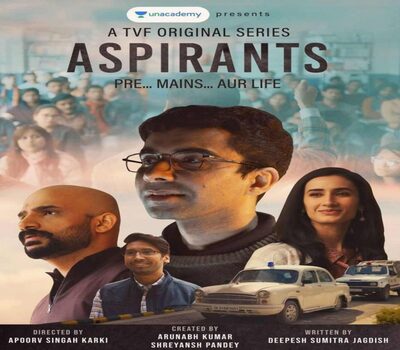 unacademy presents
A TVF ORIGINAL SERIES
ASPIRANTS
PRE... MAINS... AUR LIFE
DIRECTED BY
APOORV SINGAH KARKI
CREATED BY
ARUNABH KUMAR
SHREYANSH PANDEY
WRITTEN BY
DEEPESH SUMITRA JAGDISH